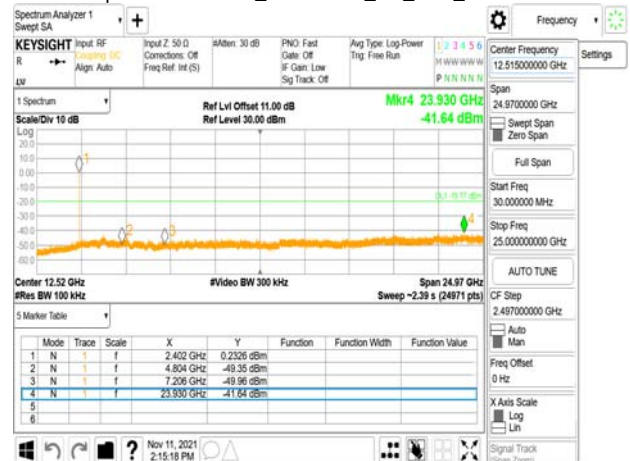 Spectrum Analyzer 1
Swept SA
Frequency
KEYSIGHT Input: RF Input Z: 50 Ω #Atten: 30 dB PNO: Fast Avg Type: Log-Power 1 2 3 4 5 6
R Coupling: DC Corrections: Off Gate: Off Trig: Free Run M W W W W W
Align: Auto Freq Ref: Int (S) IF Gain: Low
Sig Track: Off P N N N N N
LV
1 Spectrum
Ref Lvl Offset 11.00 dB Mkr4 23.930 GHz
Scale/Div 10 dB Ref Level 30.00 dBm -41.64 dBm
Log
20.0
10.0
0.00
-10.0
-20.0
-30.0
-40.0
-50.0
-60.0
1
2
3
4
Center 12.52 GHz #Video BW 300 kHz Span 24.97 GHz
#Res BW 100 kHz Sweep ~2.39 s (24971 pts)
5 Marker Table
Mode Trace Scale X Y Function Function Width Function Value
1 N 1 f 2.402 GHz 0.2326 dBm
2 N 1 f 4.804 GHz -49.35 dBm
3 N 1 f 7.206 GHz -49.96 dBm
4 N 1 f 23.930 GHz -41.64 dBm
5
6
Nov 11, 2021
2:15:18 PM
Settings
Center Frequency
12.515000000 GHz
Span
24.9700000 GHz
Swept Span
Zero Span
Full Span
Start Freq
30.000000 MHz
Stop Freq
25.000000000 GHz
AUTO TUNE
CF Step
2.497000000 GHz
Auto
Man
Freq Offset
0 Hz
X Axis Scale
Log
Lin
Signal Track